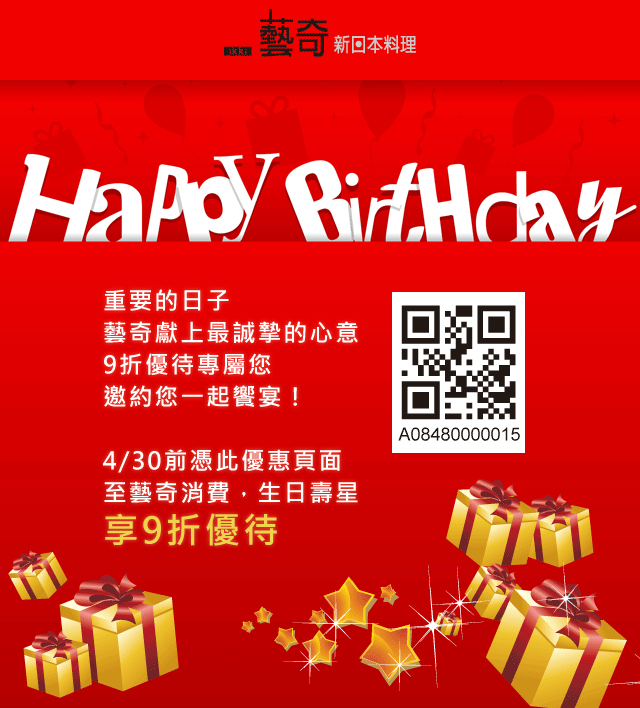 ikki 藝奇 新日本料理
Happy Birthday
重要的日子
藝奇獻上最誠摯的心意
9折優待專屬您
邀約您一起饗宴！
A08480000015
4/30前憑此優惠頁面
至藝奇消費，生日壽星
享9折優待